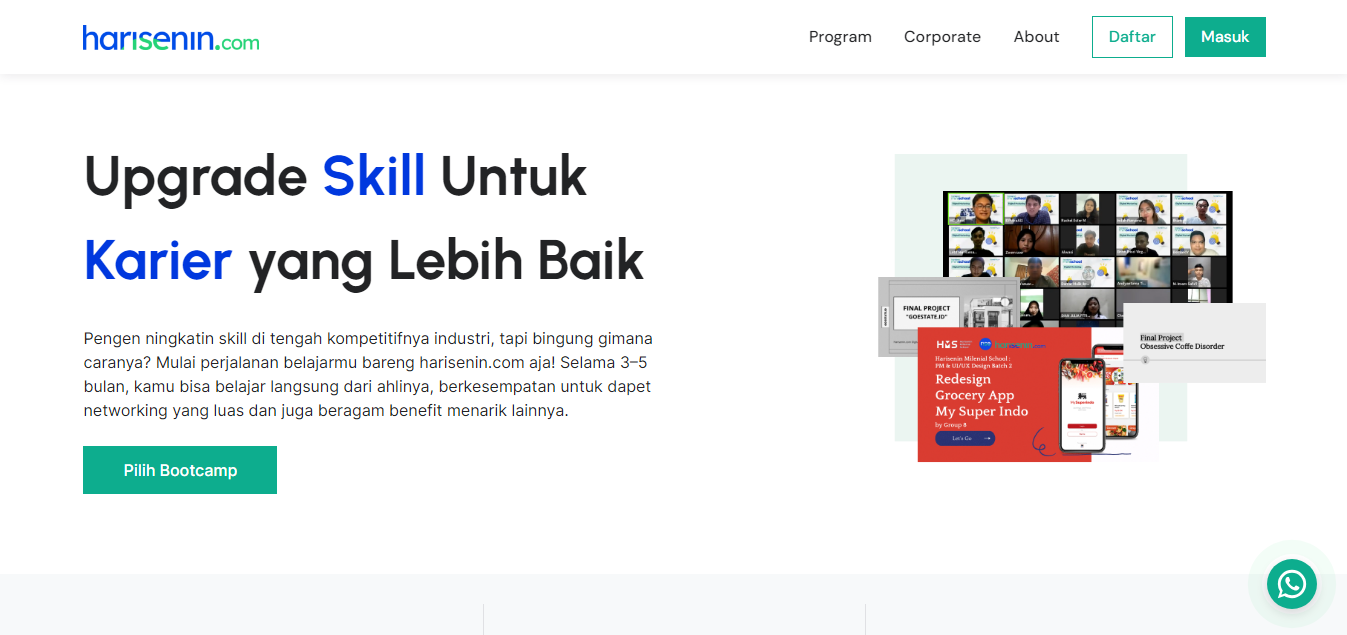 harisenin.com
Program
Corporate
About
Daftar
Masuk
Upgrade Skill Untuk
Karier yang Lebih Baik
Pengen ningkatin skill di tengah kompetitifnya industri, tapi bingung gimana
caranya? Mulai perjalanan belajarmu bareng harisenin.com aja! Selama 3–5
bulan, kamu bisa belajar langsung dari ahlinya, berkesempatan untuk dapet
networking yang luas dan juga beragam benefit menarik lainnya.
Pilih Bootcamp
FINAL PROJECT
"GOESTATE.ID"
Final Project
Obsessive Coffe Disorder
HMS
Harisenin Milenial School :
PM & UI/UX Design Batch 2
Redesign
Grocery App
My Super Indo
by Group 8
Let's Go